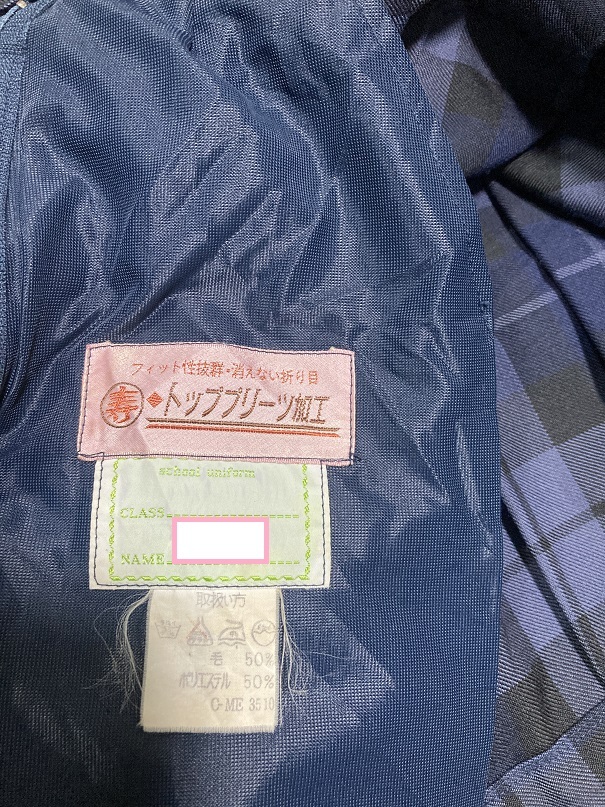 フィット性抜群・消えない折り目
寿 トッププリーツ加工
school uniform
CLASS
NAME
取扱い方
毛 50%
ポリエステル 50%
C-ME 3510